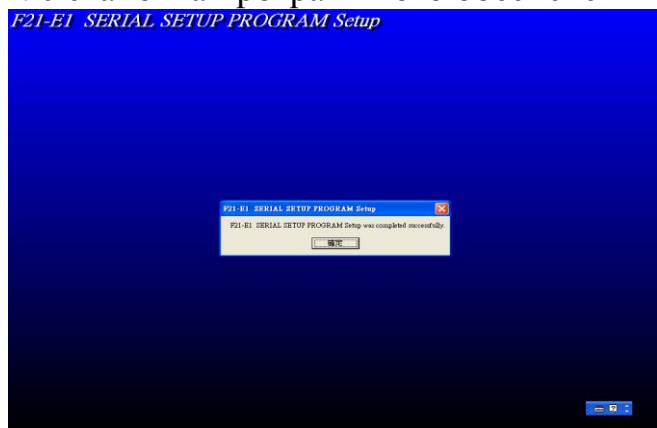 F21-E1 SERIAL SETUP PROGRAM Setup
F21-E1 SERIAL SETUP PROGRAM Setup
F21-E1 SERIAL SETUP PROGRAM Setup was completed successfully.
確定